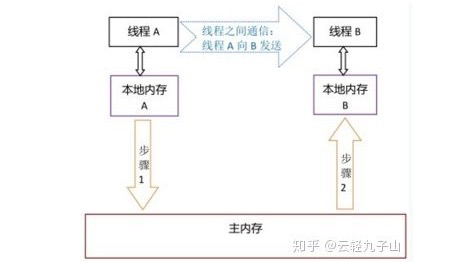 线程 A
线程之间通信：
线程 A 向 B 发送
线程 B
本地内存
A
本地内存
B
步骤
1
步骤
2
主内存
知乎 @云轻九子山